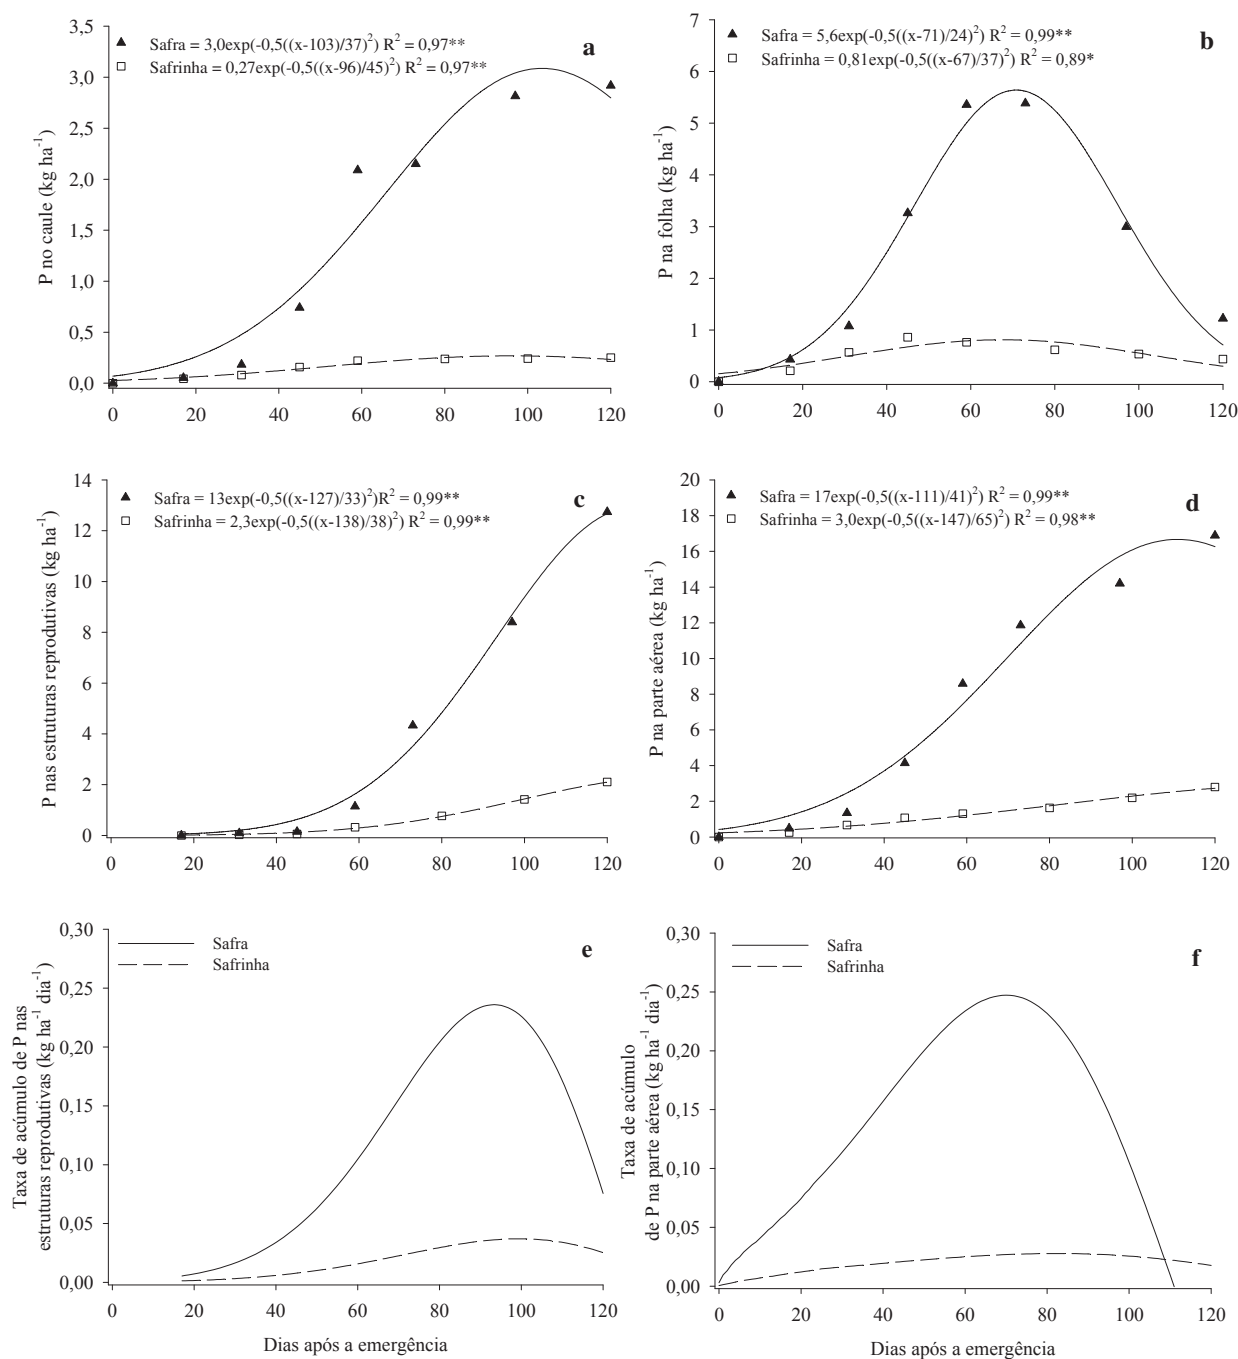 a
Safra = 3,0exp(-0,5((x-103)/37)²) R² = 0,97**
Safrinha = 0,27exp(-0,5((x-96)/45)²) R² = 0,97**
P no caule (kg ha⁻¹)
3,5
3,0
2,5
2,0
1,5
1,0
0,5
0,0
0 20 40 60 80 100 120
b
Safra = 5,6exp(-0,5((x-71)/24)²) R² = 0,99**
Safrinha = 0,81exp(-0,5((x-67)/37)²) R² = 0,89*
P na folha (kg ha⁻¹)
7
6
5
4
3
2
1
0
0 20 40 60 80 100 120
c
Safra = 13exp(-0,5((x-127)/33)²)R² = 0,99**
Safrinha = 2,3exp(-0,5((x-138)/38)²) R² = 0,99**
P nas estruturas reprodutivas (kg ha⁻¹)
14
12
10
8
6
4
2
0
0 20 40 60 80 100 120
d
Safra = 17exp(-0,5((x-111)/41)²) R² = 0,99**
Safrinha = 3,0exp(-0,5((x-147)/65)²) R² = 0,98**
P na parte aérea (kg ha⁻¹)
20
18
16
14
12
10
8
6
4
2
0
0 20 40 60 80 100 120
e
Safra
Safrinha
Taxa de acúmulo de P nas
estruturas reprodutivas (kg ha⁻¹ dia⁻¹)
0,30
0,25
0,20
0,15
0,10
0,05
0,00
0 20 40 60 80 100 120
Dias após a emergência
f
Safra
Safrinha
Taxa de acúmulo
de P na parte aérea (kg ha⁻¹ dia⁻¹)
0,30
0,25
0,20
0,15
0,10
0,05
0,00
0 20 40 60 80 100 120
Dias após a emergência